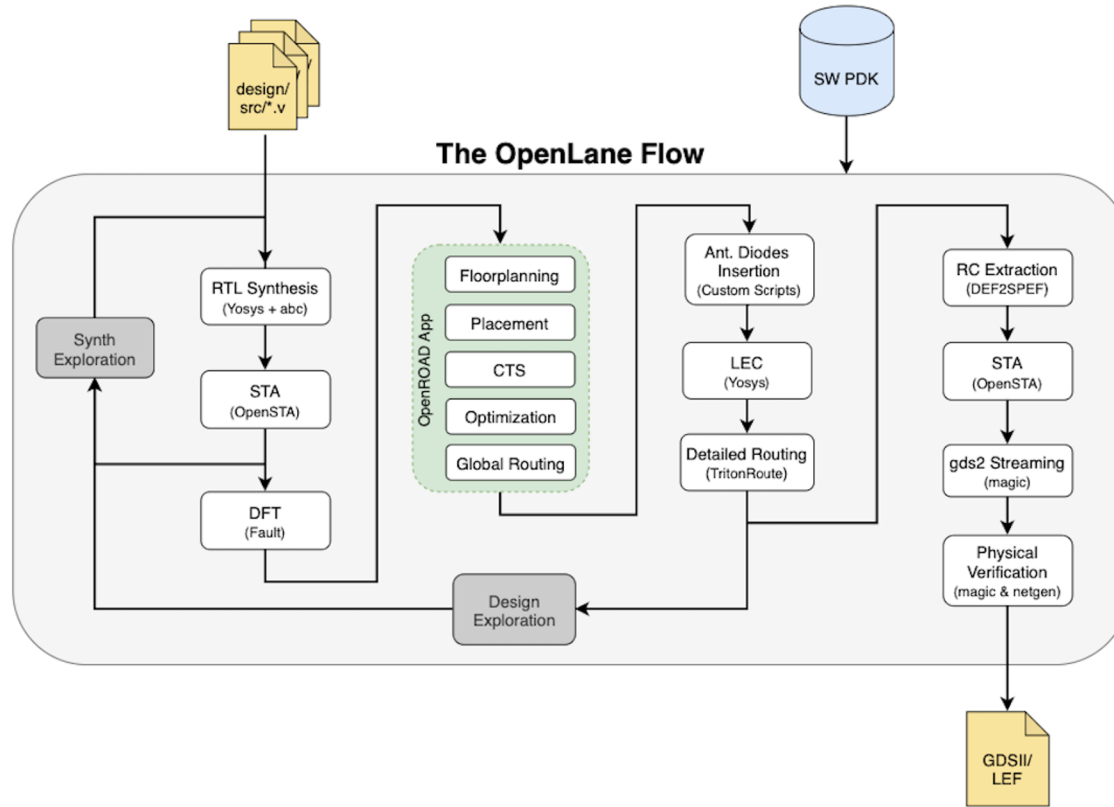 design/
src/*.v
SW PDK
The OpenLane Flow
RTL Synthesis
(Yosys + abc)
Synth
Exploration
STA
(OpenSTA)
DFT
(Fault)
OpenROAD App
Floorplanning
Placement
CTS
Optimization
Global Routing
Design
Exploration
Ant. Diodes
Insertion
(Custom Scripts)
LEC
(Yosys)
Detailed Routing
(TritonRoute)
RC Extraction
(DEF2SPEF)
STA
(OpenSTA)
gds2 Streaming
(magic)
Physical
Verification
(magic & netgen)
GDSII/
LEF